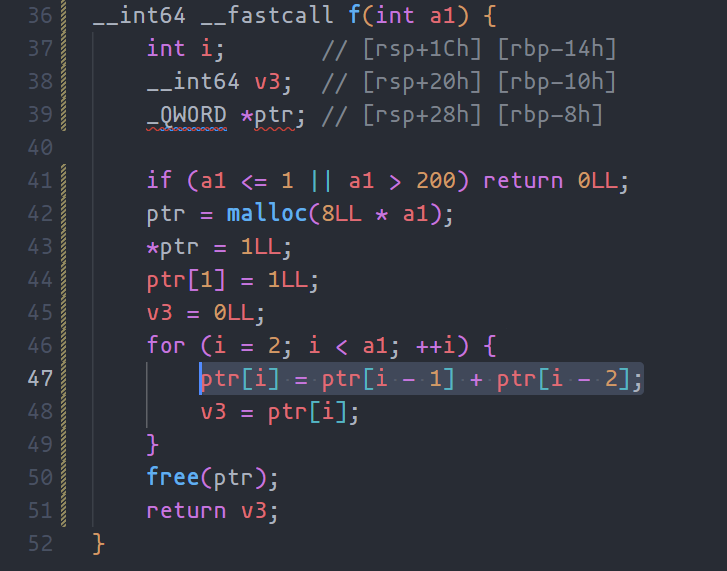 36 __int64 __fastcall f(int a1) {
37     int i;       // [rsp+1Ch] [rbp-14h]
38     __int64 v3;  // [rsp+20h] [rbp-10h]
39     _QWORD *ptr; // [rsp+28h] [rbp-8h]
40
41     if (a1 <= 1 || a1 > 200) return 0LL;
42     ptr = malloc(8LL * a1);
43     *ptr = 1LL;
44     ptr[1] = 1LL;
45     v3 = 0LL;
46     for (i = 2; i < a1; ++i) {
47         ptr[i] = ptr[i - 1] + ptr[i - 2];
48         v3 = ptr[i];
49     }
50     free(ptr);
51     return v3;
52 }